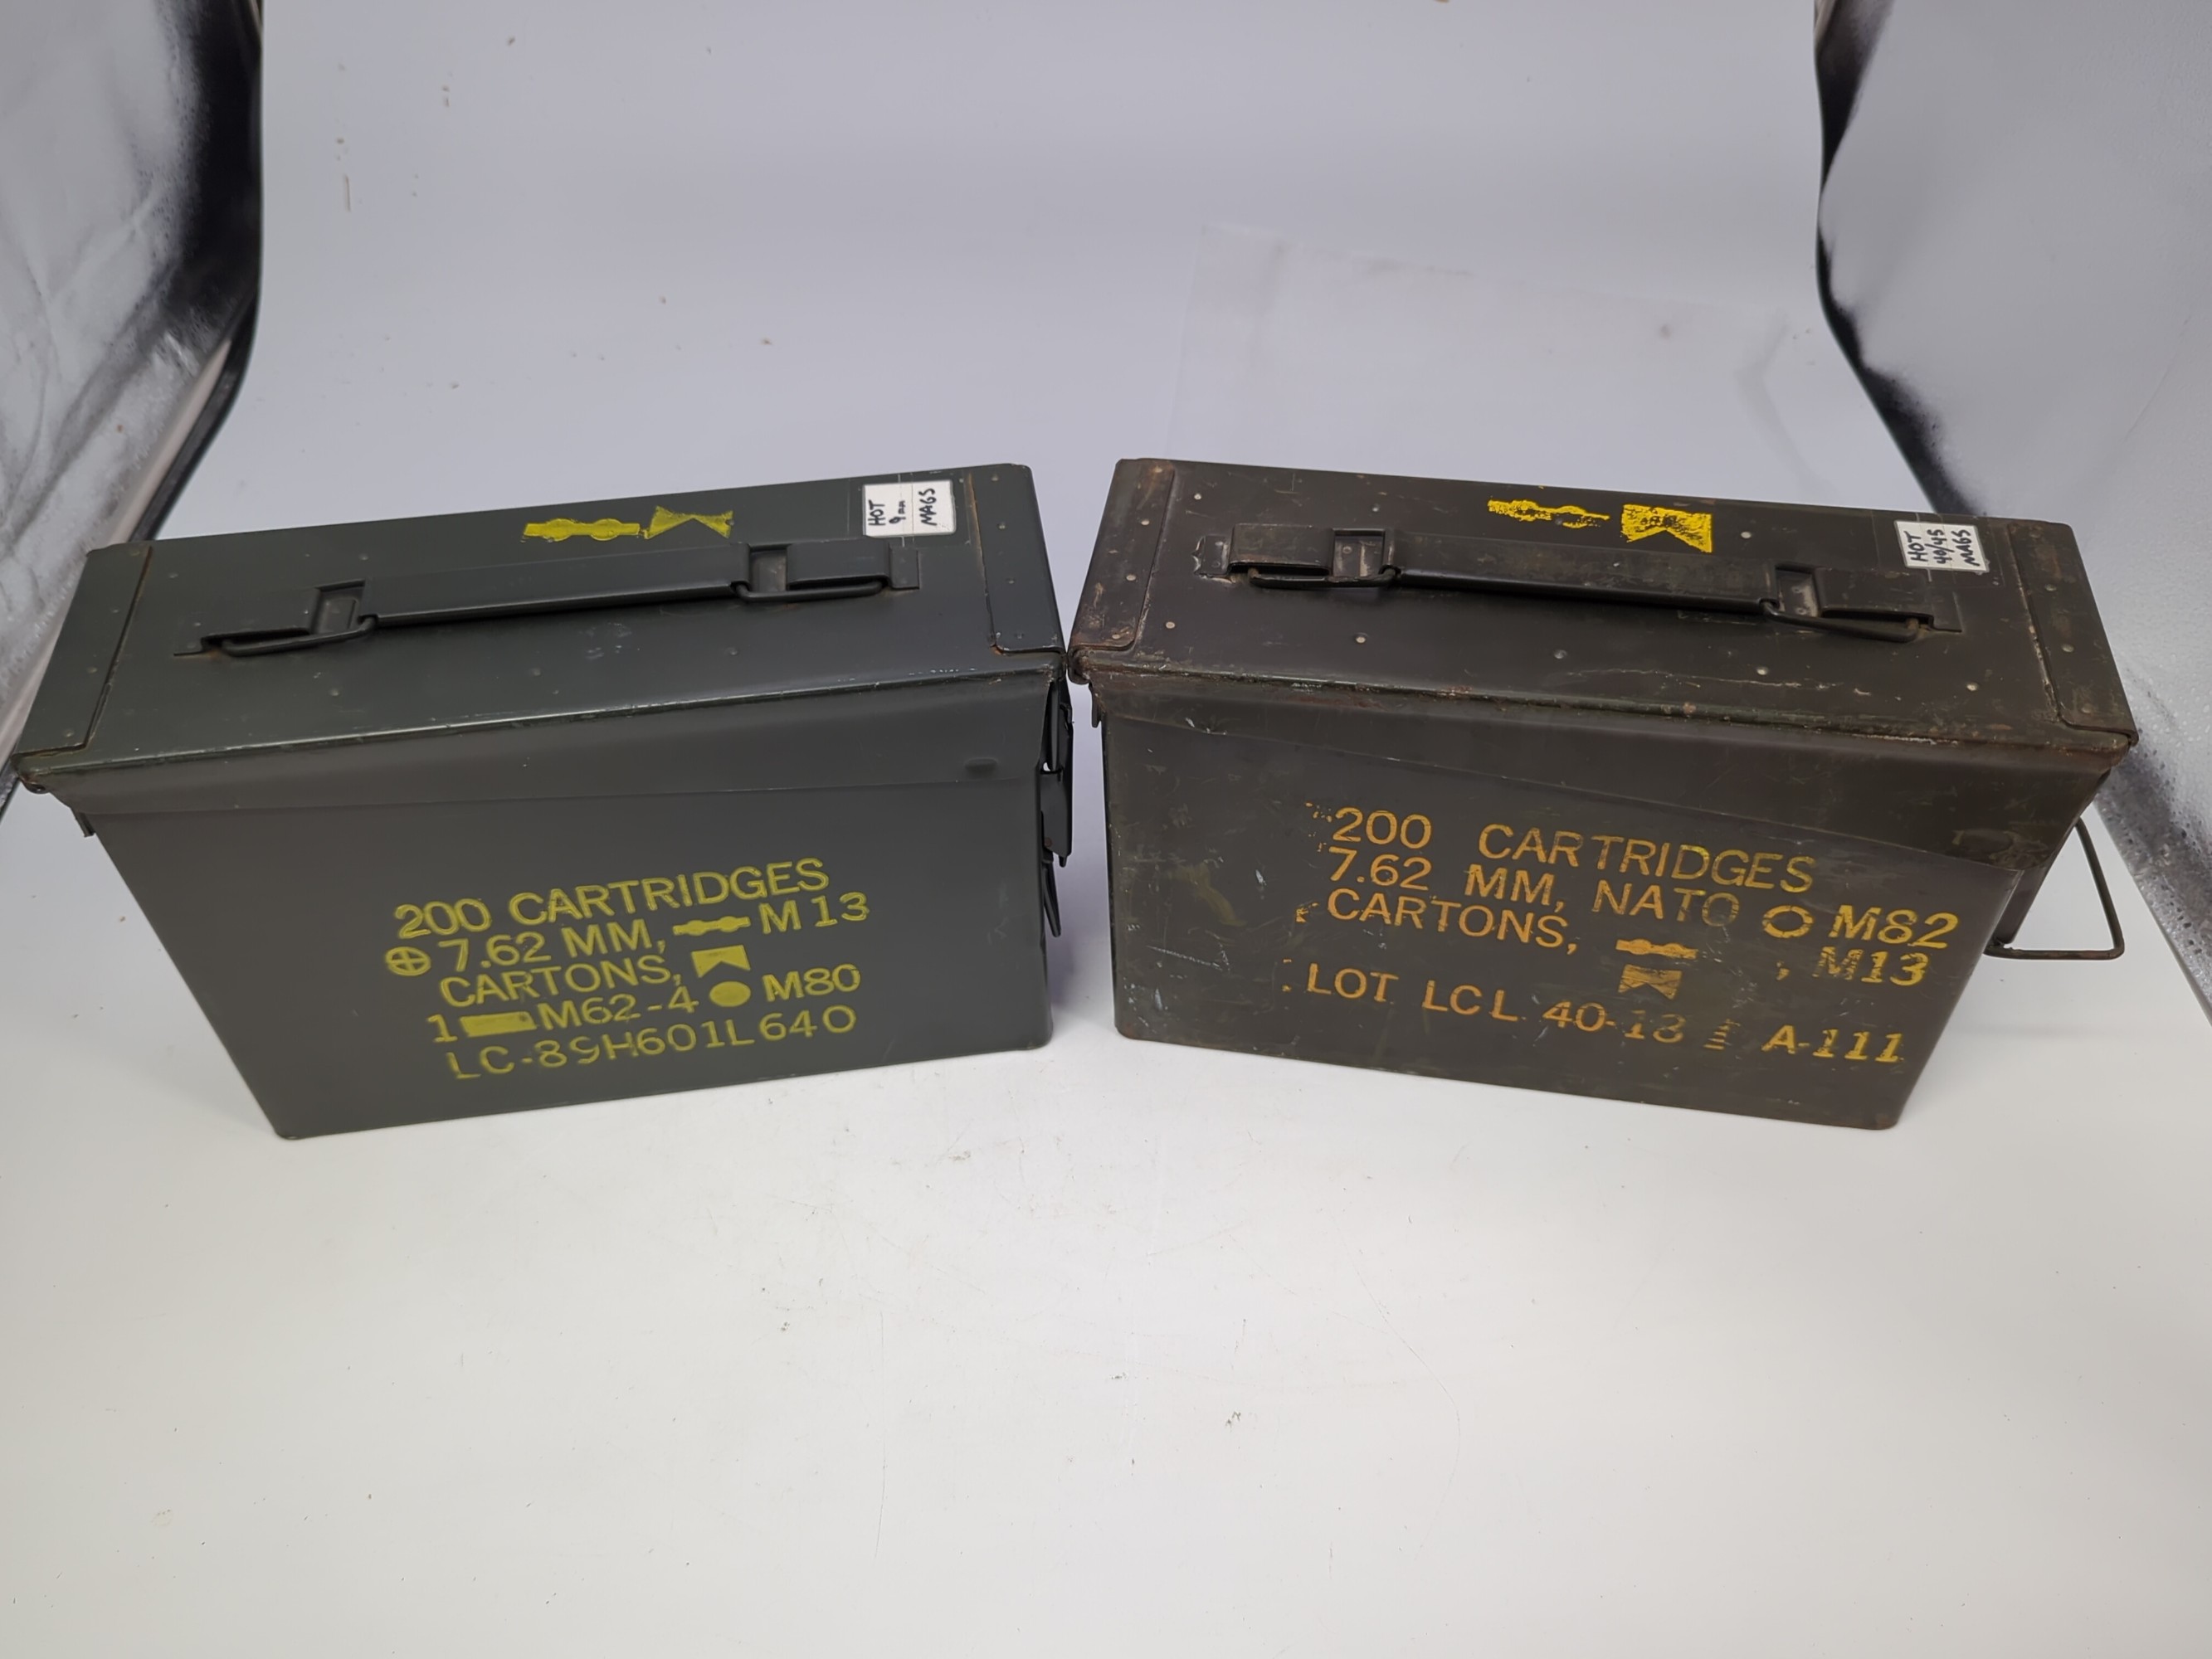 HOT
9mm
MAGS
200 CARTRIDGES
7.62 MM, M13
CARTONS,
1 M62-4 M80
LC-89H601L640
HOT
40/45
MAGS
200 CARTRIDGES
7.62 MM, NATO M82
CARTONS, , M13
LOT LCL 40-18 A-111